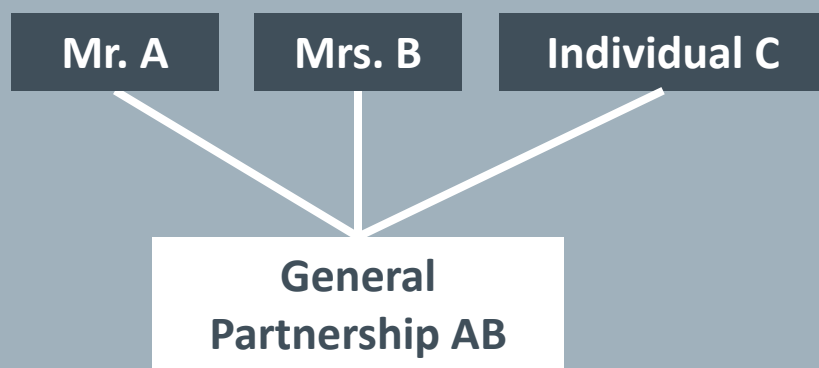 Mr. A
Mrs. B
Individual C
General
Partnership AB